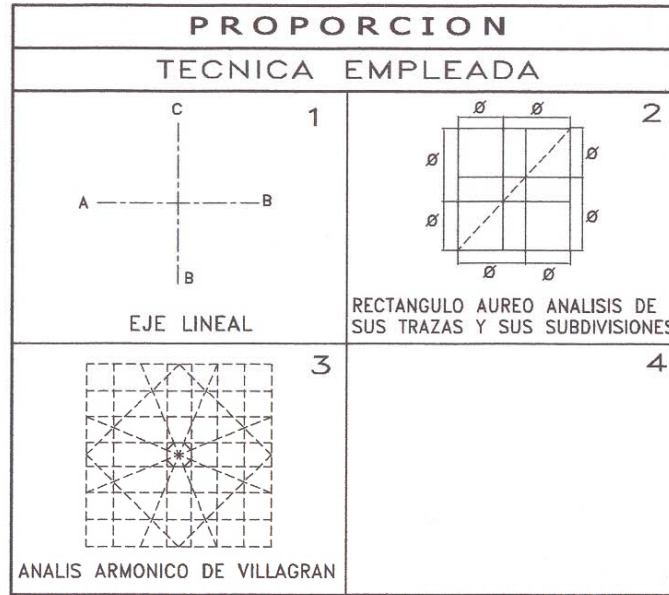 PROPORCION
TECNICA EMPLEADA
1
C
A
B
B
EJE LINEAL
2
Ø Ø
Ø Ø
Ø Ø
Ø Ø
RECTANGULO AUREO ANALISIS DE
SUS TRAZAS Y SUS SUBDIVISIONES
3
ANALIS ARMONICO DE VILLAGRAN
4